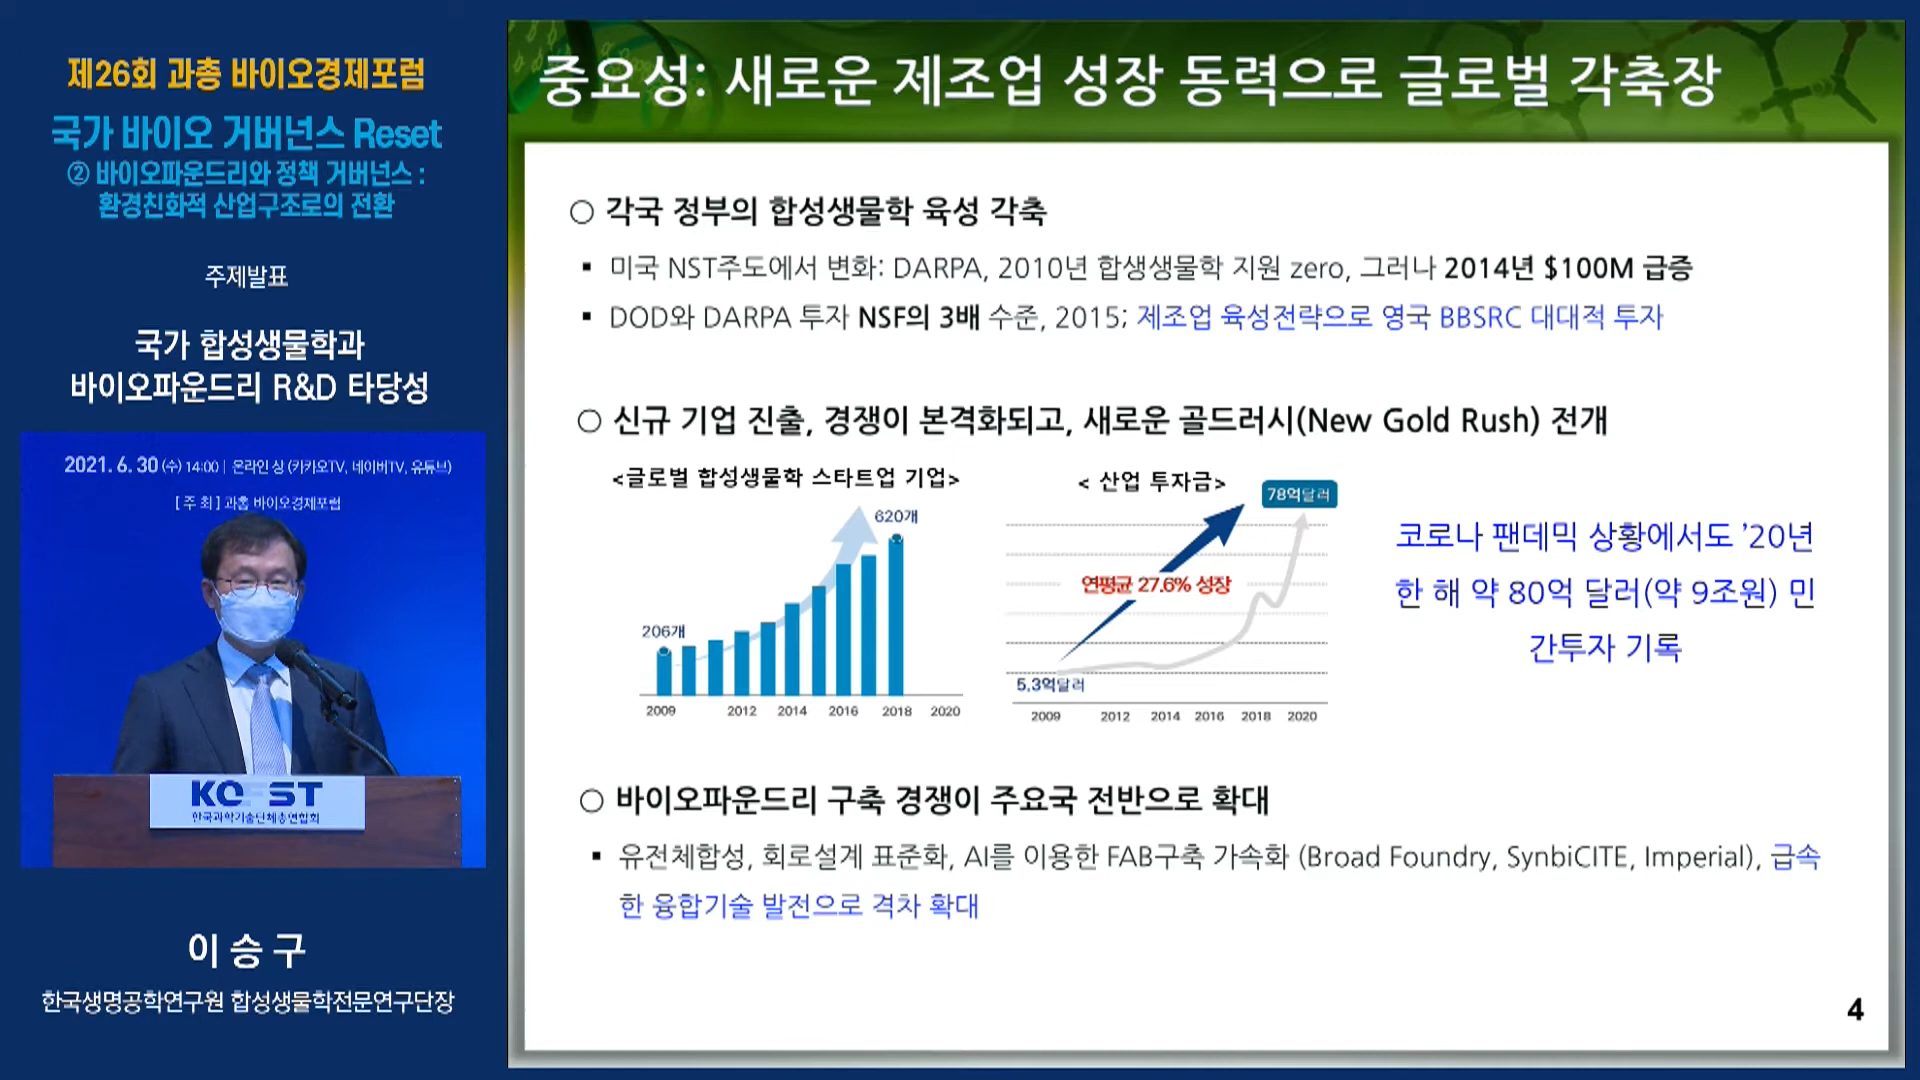 제26회 과총 바이오경제포럼
국가 바이오 거버넌스 Reset
② 바이오파운드리와 정책 거버넌스 :
환경친화적 산업구조로의 전환
주제발표
국가 합성생물학과
바이오파운드리 R&D 타당성
2021. 6. 30 (수) 14:00 | 온라인 상 (카카오TV, 네이버TV, 유튜브)
[ 주 최 ] 과총 바이오경제포럼
KOFST
한국과학기술단체총연합회
이 승 구
한국생명공학연구원 합성생물학전문연구단장
중요성: 새로운 제조업 성장 동력으로 글로벌 각축장
○ 각국 정부의 합성생물학 육성 각축
▪ 미국 NST주도에서 변화: DARPA, 2010년 합생생물학 지원 zero, 그러나 2014년 $100M 급증
▪ DOD와 DARPA 투자 NSF의 3배 수준, 2015; 제조업 육성전략으로 영국 BBSRC 대대적 투자
○ 신규 기업 진출, 경쟁이 본격화되고, 새로운 골드러시(New Gold Rush) 전개
<글로벌 합성생물학 스타트업 기업>
620개
206개
2009 2012 2014 2016 2018 2020
< 산업 투자금>
78억달러
연평균 27.6% 성장
5.3억달러
2009 2012 2014 2016 2018 2020
코로나 팬데믹 상황에서도 ’20년
한 해 약 80억 달러(약 9조원) 민
간투자 기록
○ 바이오파운드리 구축 경쟁이 주요국 전반으로 확대
▪ 유전체합성, 회로설계 표준화, AI를 이용한 FAB구축 가속화 (Broad Foundry, SynbiCITE, Imperial), 급속
한 융합기술 발전으로 격차 확대
4